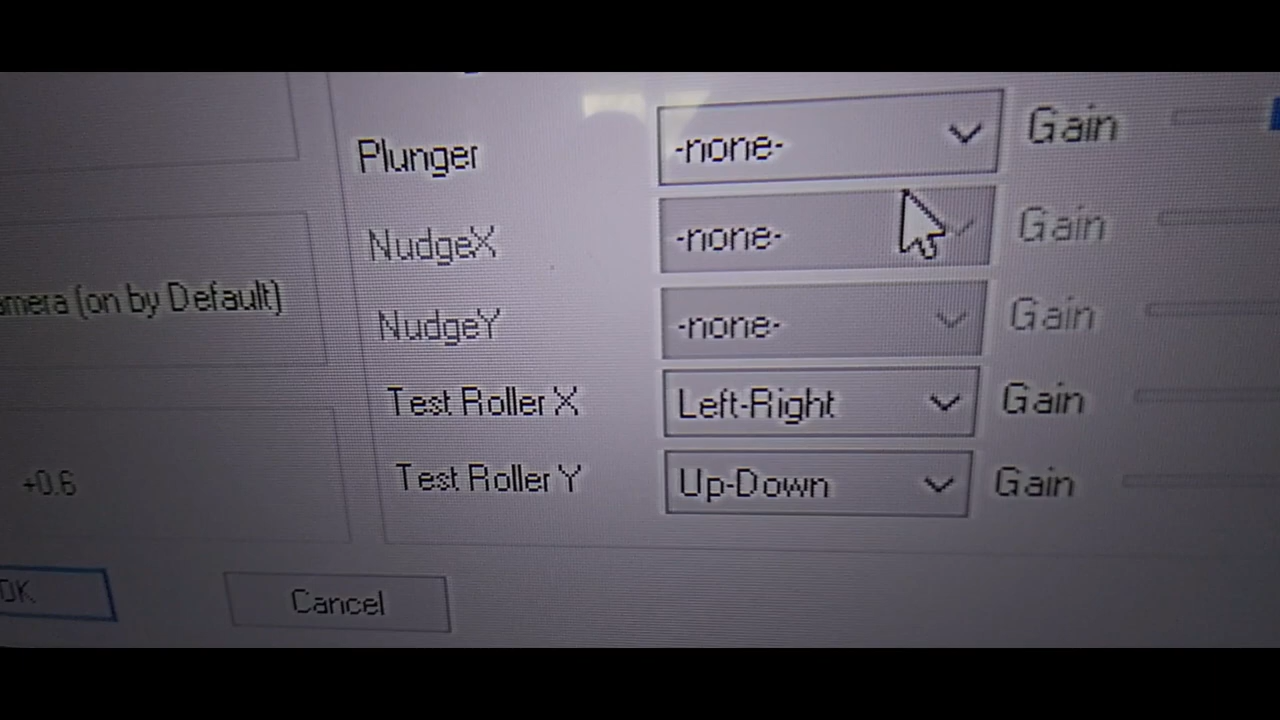 Plunger -none- Gain
NudgeX -none- Gain
amera (on by Default) NudgeY -none- Gain
Test Roller X Left-Right Gain
+0.6 Test Roller Y Up-Down Gain
OK Cancel